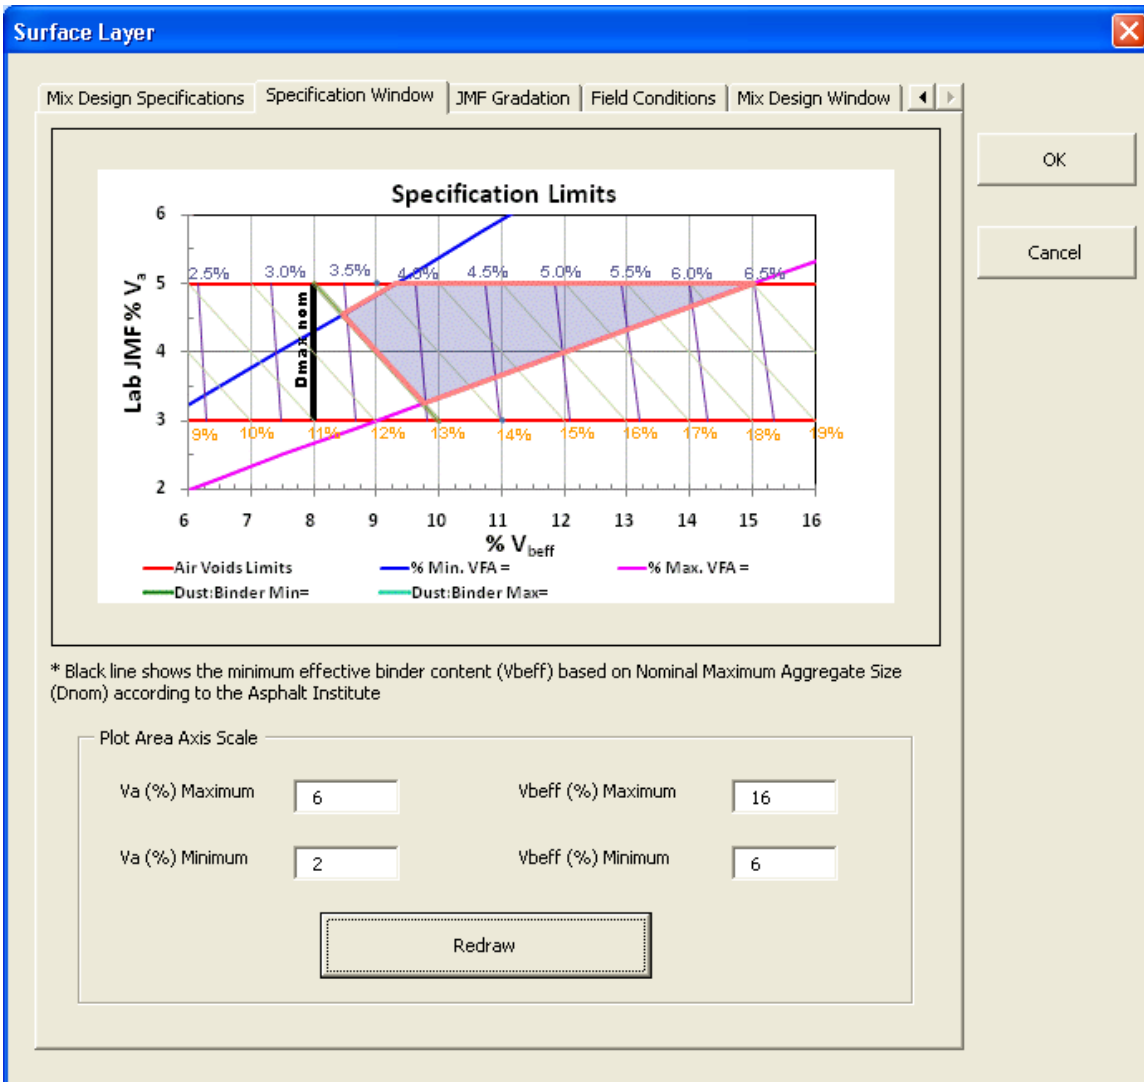 Surface Layer
Mix Design Specifications Specification Window JMF Gradation Field Conditions Mix Design Window
OK
Cancel
Specification Limits
Lab JMF % Va
6
5
4
3
2
2.5% 3.0% 3.5% 4.0% 4.5% 5.0% 5.5% 6.0% 6.5%
Dmax nom
9% 10% 11% 12% 13% 14% 15% 16% 17% 18% 19%
6 7 8 9 10 11 12 13 14 15 16
% Vbeff
Air Voids Limits % Min. VFA = % Max. VFA =
Dust:Binder Min= Dust:Binder Max=
* Black line shows the minimum effective binder content (Vbeff) based on Nominal Maximum Aggregate Size
(Dnom) according to the Asphalt Institute
Plot Area Axis Scale
Va (%) Maximum 6 Vbeff (%) Maximum 16
Va (%) Minimum 2 Vbeff (%) Minimum 6
Redraw